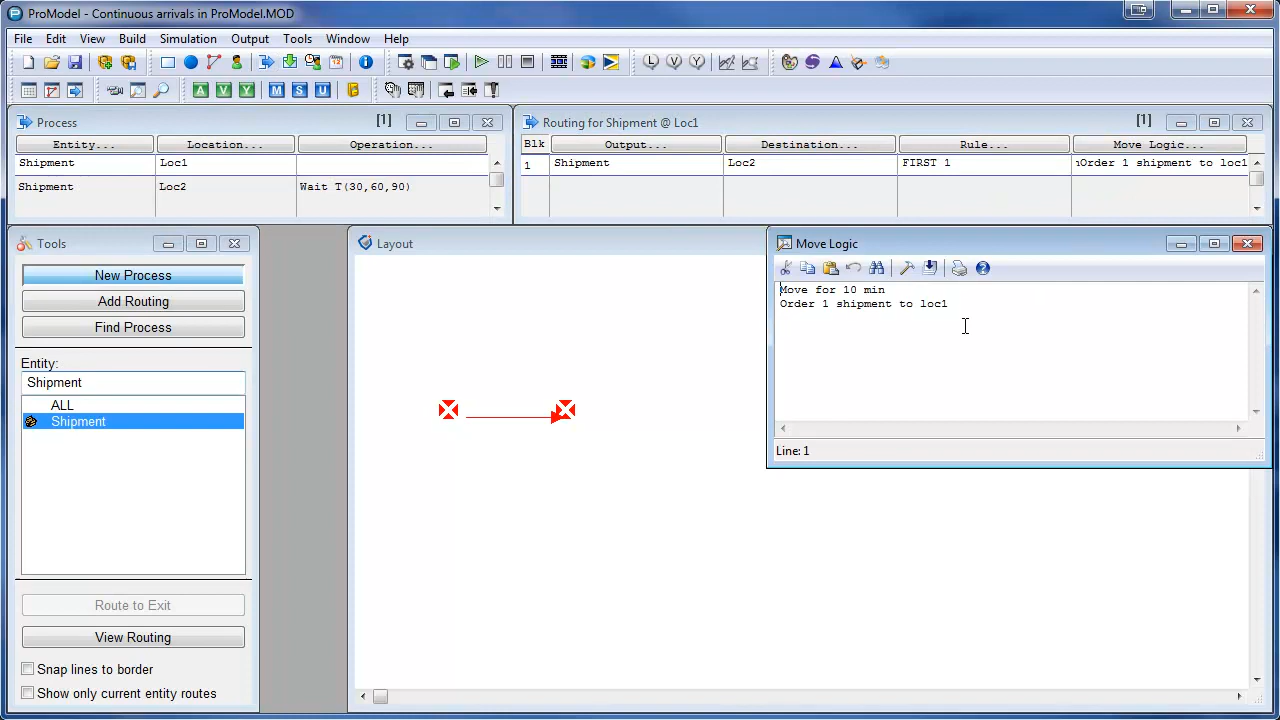 ProModel - Continuous arrivals in ProModel.MOD
File Edit View Build Simulation Output Tools Window Help
Process [1]
Entity... Location... Operation...
Shipment Loc1
Shipment Loc2 Wait T(30,60,90)
Routing for Shipment @ Loc1 [1]
Blk Output... Destination... Rule... Move Logic...
1 Shipment Loc2 FIRST 1 Order 1 shipment to loc1
Tools
New Process
Add Routing
Find Process
Entity:
Shipment
ALL
Shipment
Route to Exit
View Routing
Snap lines to border
Show only current entity routes
Layout
Move Logic
Move for 10 min
Order 1 shipment to loc1
Line: 1